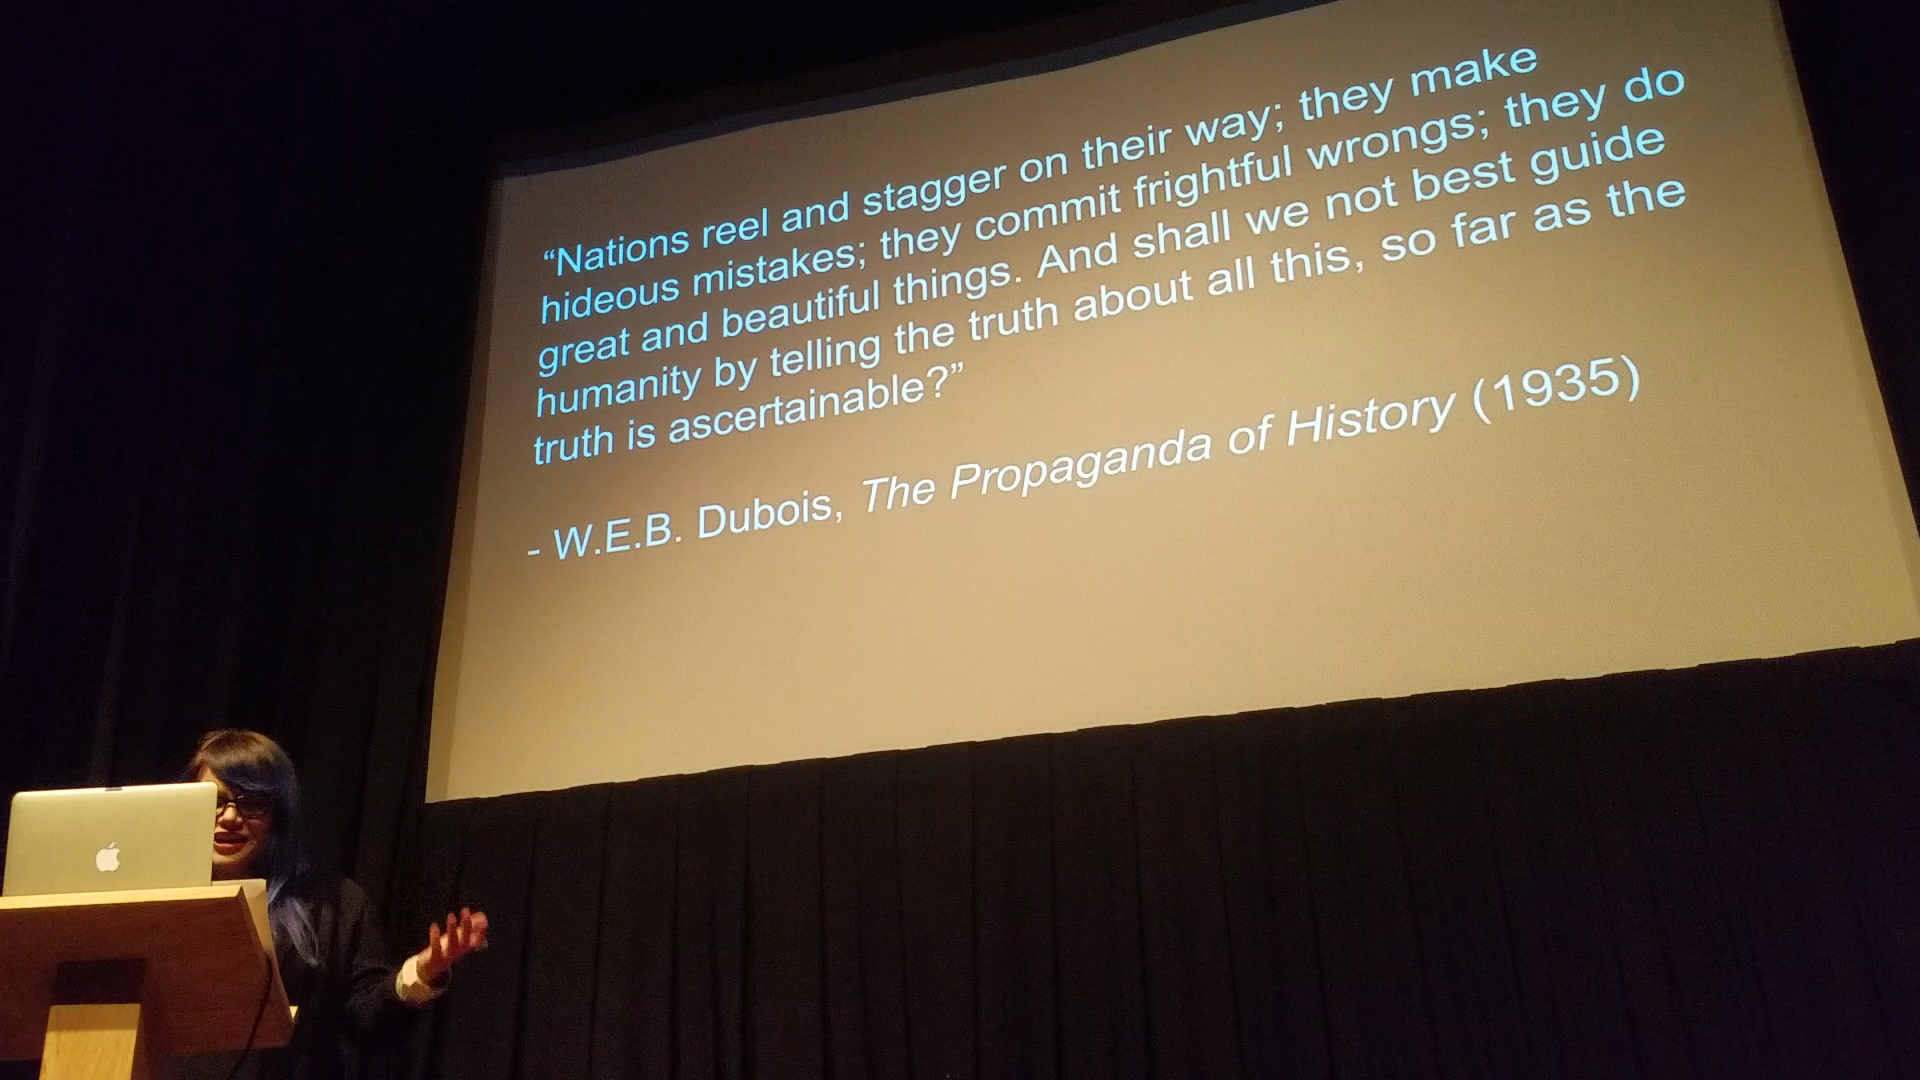 “Nations reel and stagger on their way; they make
hideous mistakes; they commit frightful wrongs; they do
great and beautiful things. And shall we not best guide
humanity by telling the truth about all this, so far as the
truth is ascertainable?”
- W.E.B. Dubois, The Propaganda of History (1935)